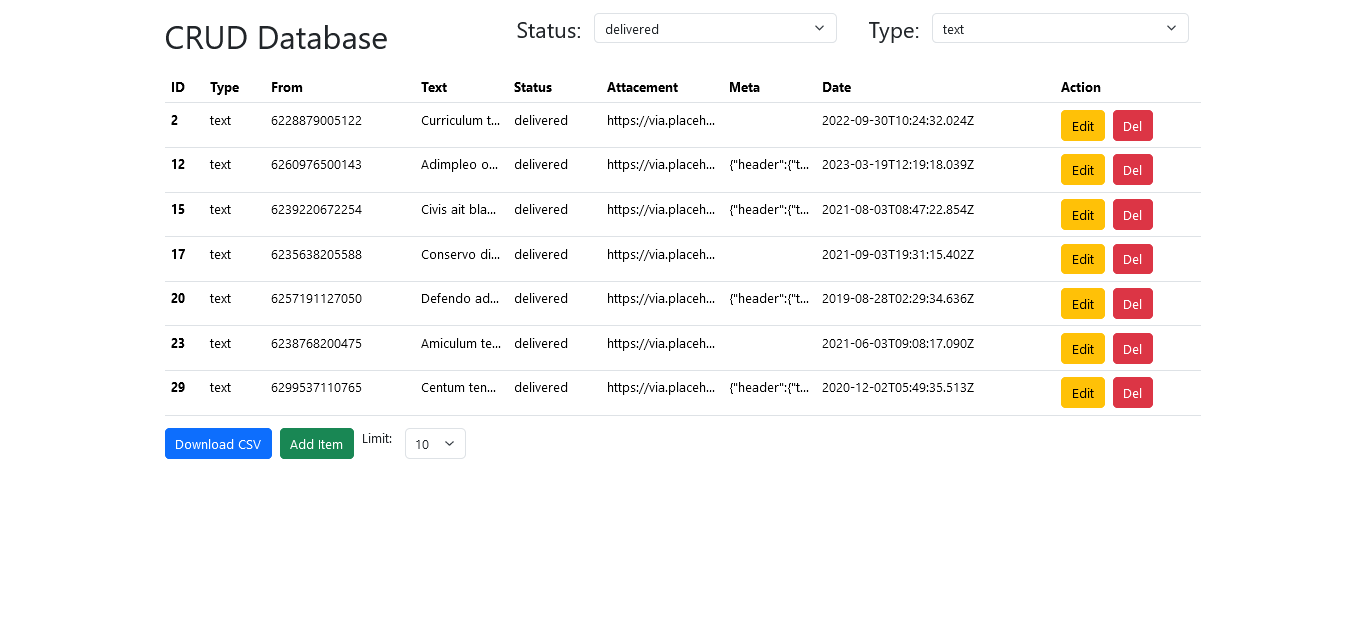 CRUD Database Status: delivered Type: text
ID Type From Text Status Attacement Meta Date Action
2 text 6228879005122 Curriculum t... delivered https://via.placeh... 2022-09-30T10:24:32.024Z Edit Del
12 text 6260976500143 Adimpleo o... delivered https://via.placeh... {"header":{"t... 2023-03-19T12:19:18.039Z Edit Del
15 text 6239220672254 Civis ait bla... delivered https://via.placeh... {"header":{"t... 2021-08-03T08:47:22.854Z Edit Del
17 text 6235638205588 Conservo di... delivered https://via.placeh... 2021-09-03T19:31:15.402Z Edit Del
20 text 6257191127050 Defendo ad... delivered https://via.placeh... {"header":{"t... 2019-08-28T02:29:34.636Z Edit Del
23 text 6238768200475 Amiculum te... delivered https://via.placeh... 2021-06-03T09:08:17.090Z Edit Del
29 text 6299537110765 Centum ten... delivered https://via.placeh... {"header":{"t... 2020-12-02T05:49:35.513Z Edit Del
Download CSV Add Item Limit: 10